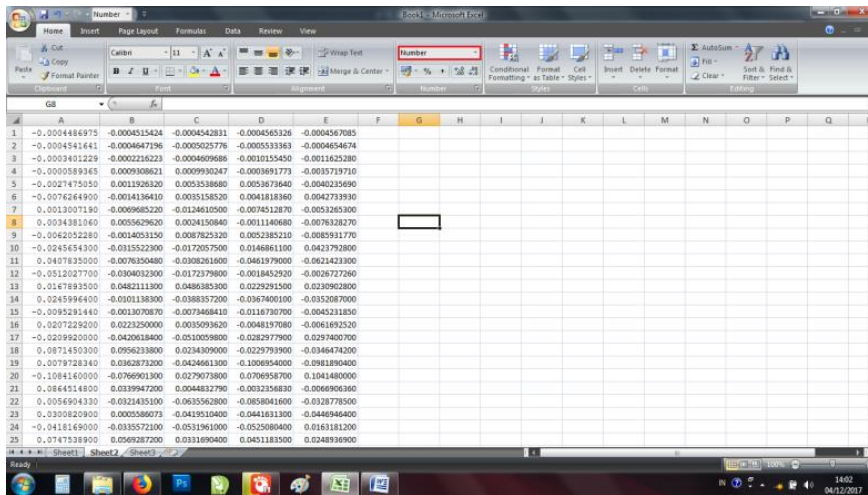 Number
Book1 - Microsoft Excel
Home Insert Page Layout Formulas Data Review View
Cut
Copy
Format Painter
Paste
Clipboard
Calibri 11
B I U
Font
Wrap Text
Merge & Center
Alignment
Number
Number
Conditional Formatting
Format as Table
Cell Styles
Styles
Insert Delete Format
Cells
AutoSum
Fill
Clear
Sort & Filter
Find & Select
Editing
G8
fx
A B C D E F G H I J K L M N O P Q
1 -0.0004486975 -0.0004515424 -0.0004542831 -0.0004565326 -0.0004567085
2 -0.0004541641 -0.0004647196 -0.0005025776 -0.0005533363 -0.0004654674
3 -0.0003401229 -0.0002216223 -0.0004609686 -0.0010155450 -0.0011625280
4 -0.0000589365 0.0009308621 0.0009930247 -0.0003691773 -0.0035719710
5 -0.0027475050 0.0011926320 0.0053538680 0.0053673640 -0.0040235690
6 -0.0076264900 -0.0014136410 0.0035158520 0.0041818360 0.0042733930
7 0.0013007190 -0.0069685220 -0.0124610500 -0.0074512870 -0.0053265300
8 0.0034381060 0.0055629620 0.0024150840 -0.0011140680 -0.0076328270
9 -0.0062052280 -0.0014053150 0.0087825320 0.0052385210 -0.0085931770
10 -0.0245654300 -0.0315522300 -0.0172057500 0.0146861100 0.0423792800
11 0.0407835000 -0.0076350480 -0.0308261600 -0.0461979000 -0.0621423300
12 -0.0512027700 -0.0304032300 -0.0172379800 -0.0018452920 -0.0026727260
13 0.0167893500 0.0482111300 0.0486385300 0.0229291500 0.0230902800
14 0.0245996400 -0.0101138300 -0.0388357200 -0.0367400100 -0.0352087000
15 -0.0095291440 -0.0013070870 -0.0073468410 -0.0116730700 -0.0045231850
16 0.0207229200 0.0223250000 0.0035093620 -0.0048197080 -0.0061692520
17 -0.0209920000 -0.0420618400 -0.0510059800 -0.0282977900 0.0297400700
18 0.0871450300 0.0956233800 0.0234309000 -0.0229793900 -0.0346474200
19 0.0079728340 0.0362873200 -0.0424661300 -0.1006954000 -0.0981890400
20 -0.1084160000 -0.0766901300 0.0279073800 0.0706958700 0.1041480000
21 0.0864514800 0.0339947200 0.0044832790 -0.0032356830 -0.0066906360
22 0.0056904330 -0.0321435100 -0.0635562800 -0.0858041600 -0.0328778500
23 0.0300820900 0.0005586073 -0.0419510400 -0.0441631300 -0.0446946400
24 -0.0418169000 -0.0335572100 -0.0531961000 -0.0525080400 0.0163181200
25 0.0747538900 0.0569287200 0.0331690400 0.0451183500 0.0248936900
Sheet1 Sheet2 Sheet3
Ready
100%
Ps
IN
14:02
04/12/2017